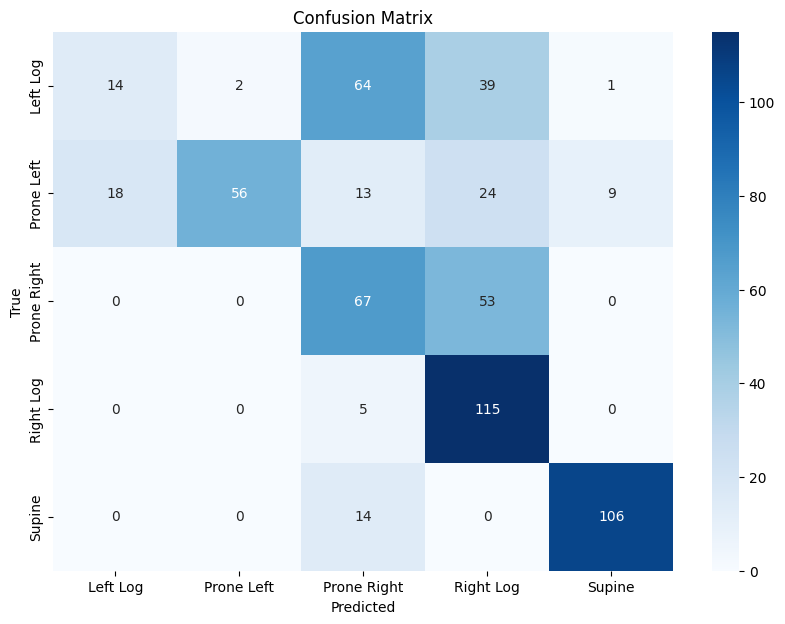 Confusion Matrix
True
Left Log 14 2 64 39 1
Prone Left 18 56 13 24 9
Prone Right 0 0 67 53 0
Right Log 0 0 5 115 0
Supine 0 0 14 0 106
Left Log Prone Left Prone Right Right Log Supine
Predicted
100
80
60
40
20
0